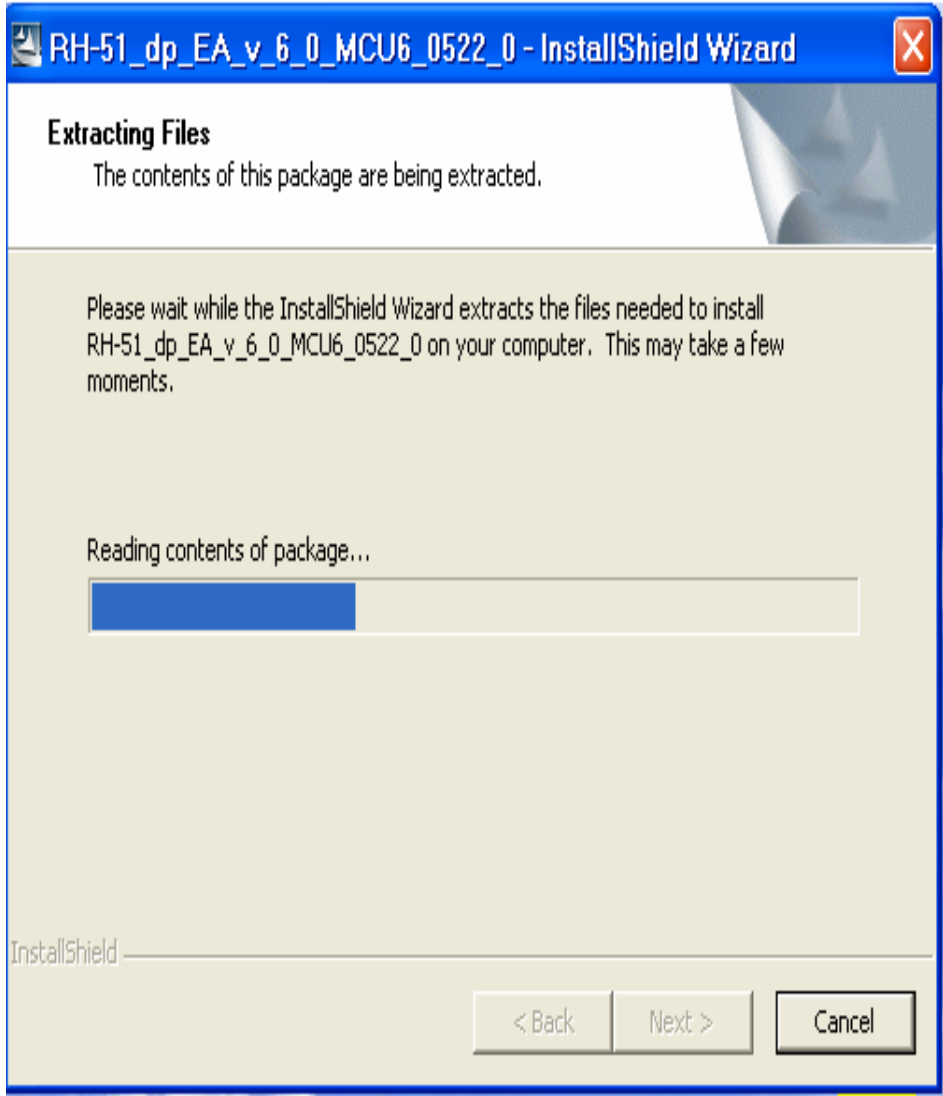 RH-51_dp_EA_v_6_0_MCU6_0522_0 - InstallShield Wizard
Extracting Files
The contents of this package are being extracted.
Please wait while the InstallShield Wizard extracts the files needed to install
RH-51_dp_EA_v_6_0_MCU6_0522_0 on your computer.  This may take a few
moments.
Reading contents of package...
InstallShield
< Back
Next >
Cancel